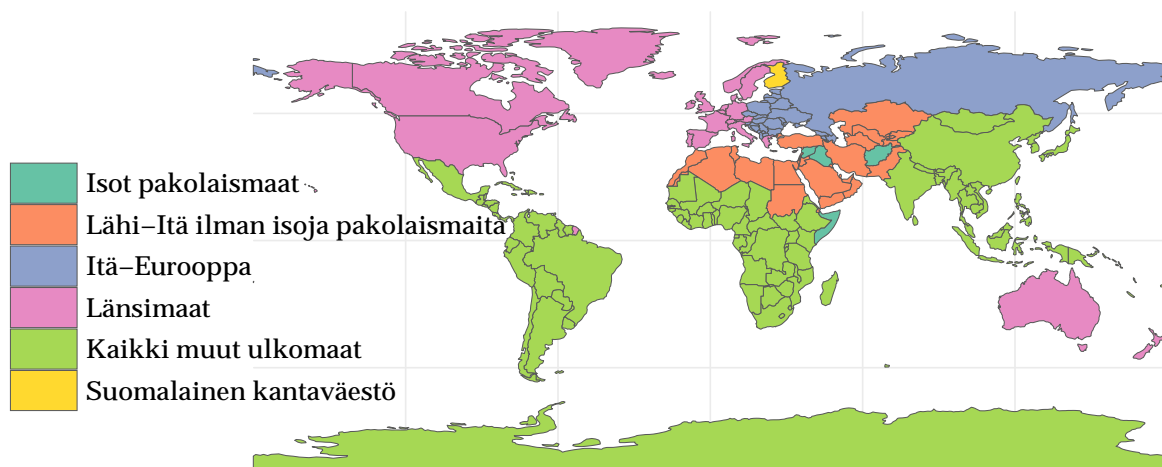 Isot pakolaismaat
Lähi–Itä ilman isoja pakolaismaita
Itä–Eurooppa
Länsimaat
Kaikki muut ulkomaat
Suomalainen kantaväestö